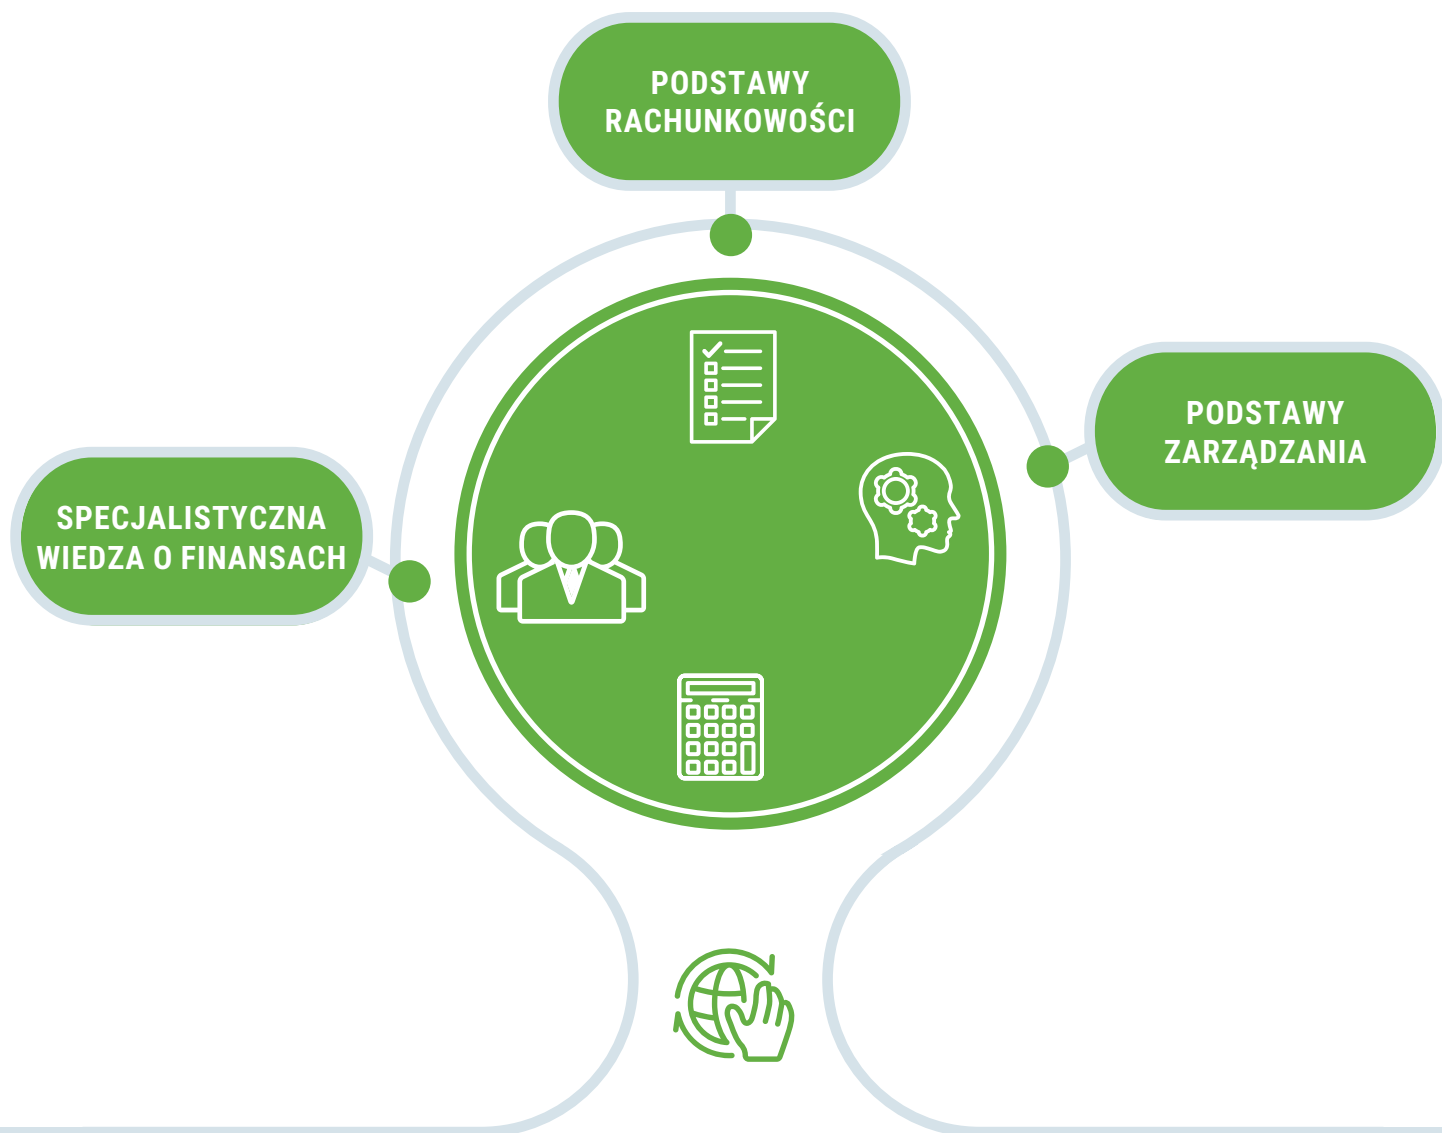 PODSTAWY
RACHUNKOWOŚCI
PODSTAWY
ZARZĄDZANIA
SPECJALISTYCZNA
WIEDZA O FINANSACH